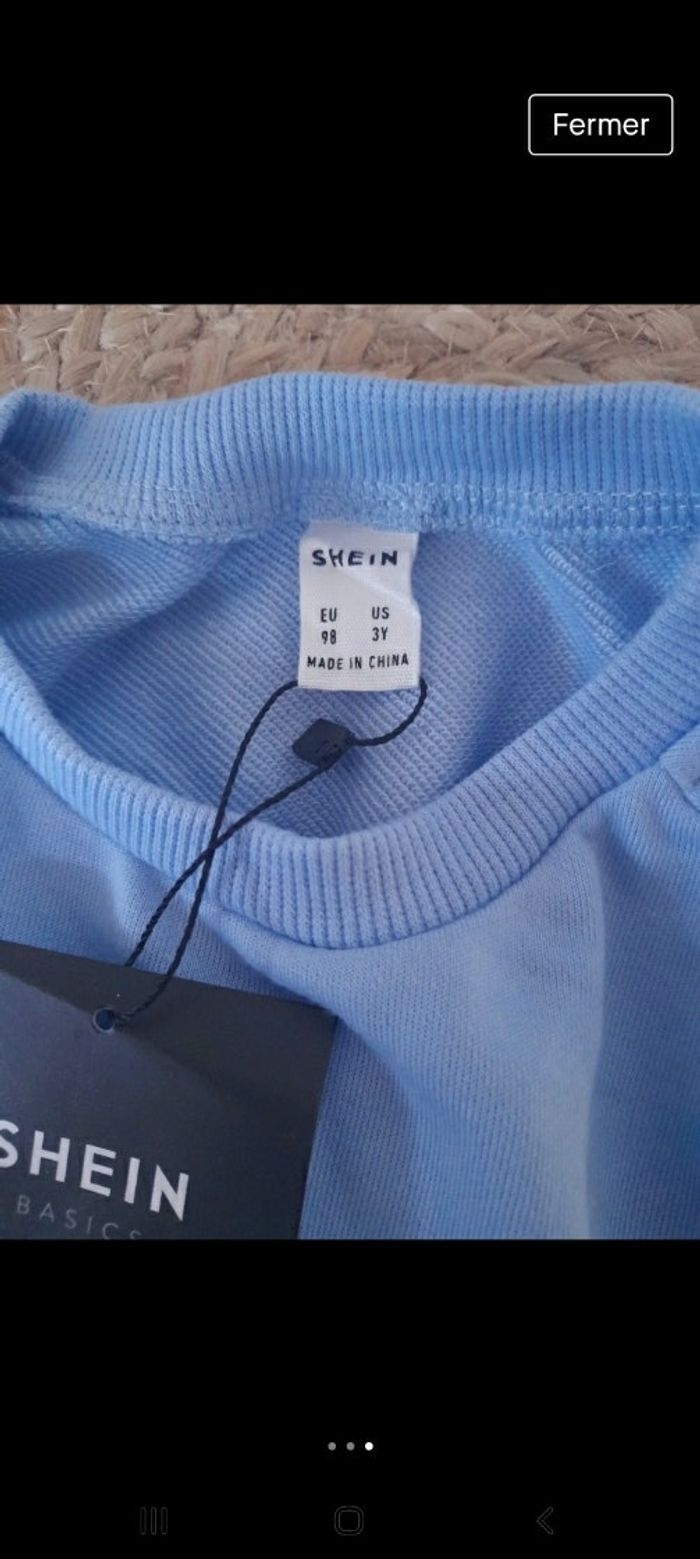 Fermer
SHEIN
EU US
98 3Y
MADE IN CHINA
SHEIN
BASICS